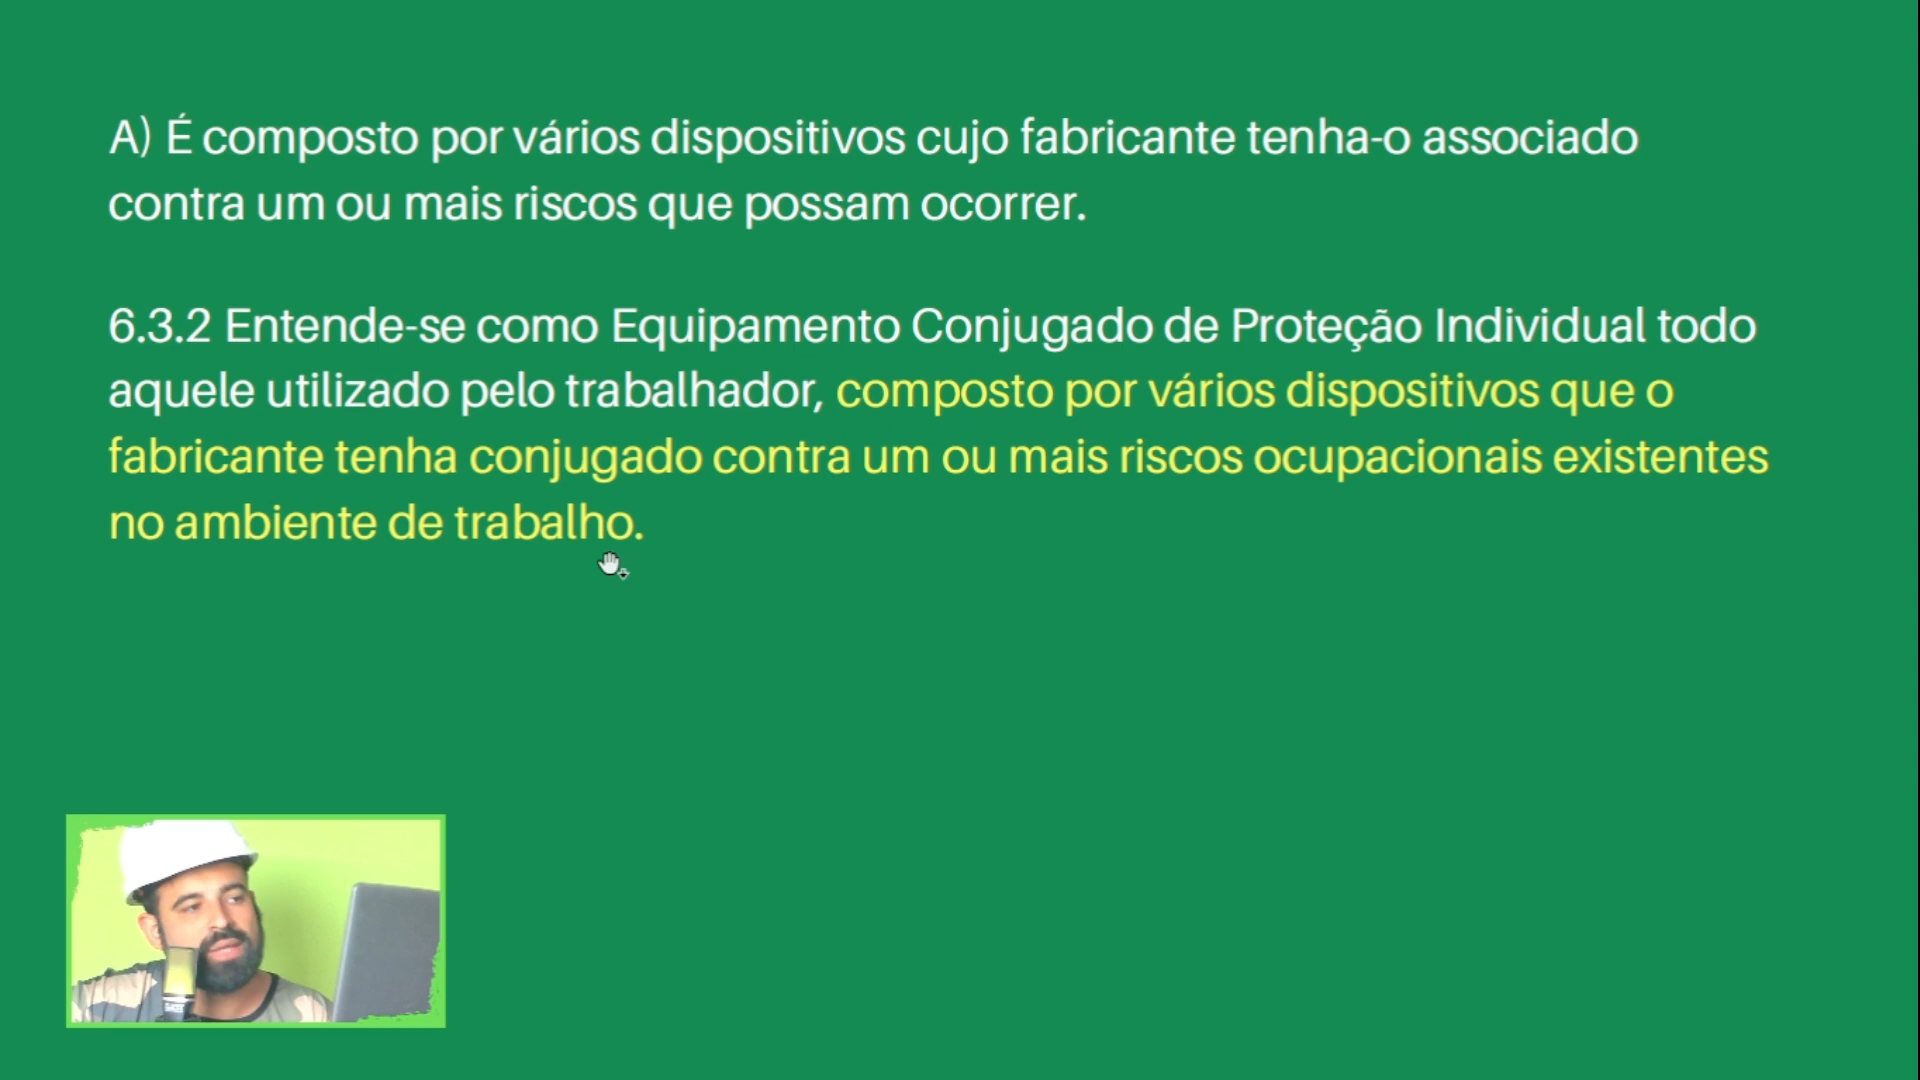 A) É composto por vários dispositivos cujo fabricante tenha-o associado
contra um ou mais riscos que possam ocorrer.
6.3.2 Entende-se como Equipamento Conjugado de Proteção Individual todo
aquele utilizado pelo trabalhador, composto por vários dispositivos que o
fabricante tenha conjugado contra um ou mais riscos ocupacionais existentes
no ambiente de trabalho.